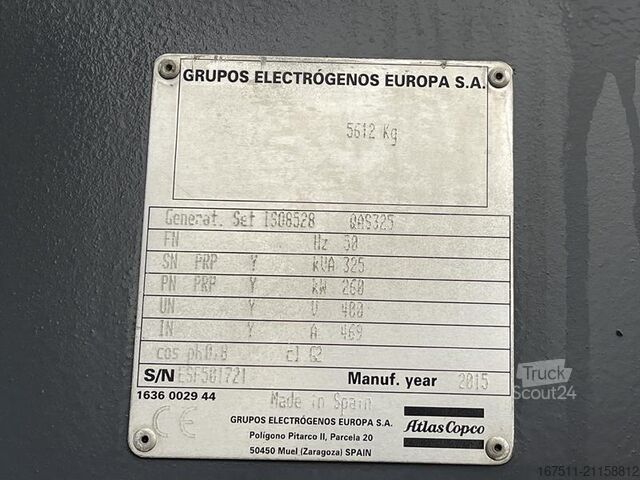 GRUPOS ELECTRÓGENOS EUROPA S.A.
5612 Kg
Generat. Set ISO8528 QAS325
FN Hz 50
SN PRP Y kVA 325
PN PRP Y kW 260
UN Y V 400
IN Y A 469
cos ph0.8 cl G2
S/N ESF501721 Manuf. year 2015
1636 0029 44 Made in Spain
CE
GRUPOS ELECTRÓGENOS EUROPA S.A.
Polígono Pitarco II, Parcela 20
50450 Muel (Zaragoza) SPAIN
Atlas Copco
Truck
Scout24
167511-21158812